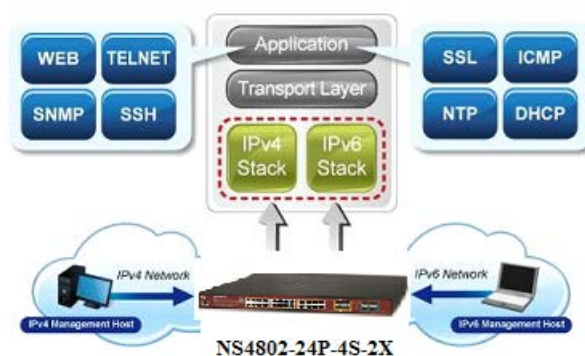 Application
WEB TELNET
SNMP SSH
SSL ICMP
NTP DHCP
Transport Layer
IPv4 Stack
IPv6 Stack
IPv4 Network
IPv6 Network
IPv4 Management Host
IPv6 Management Host
NS4802-24P-4S-2X